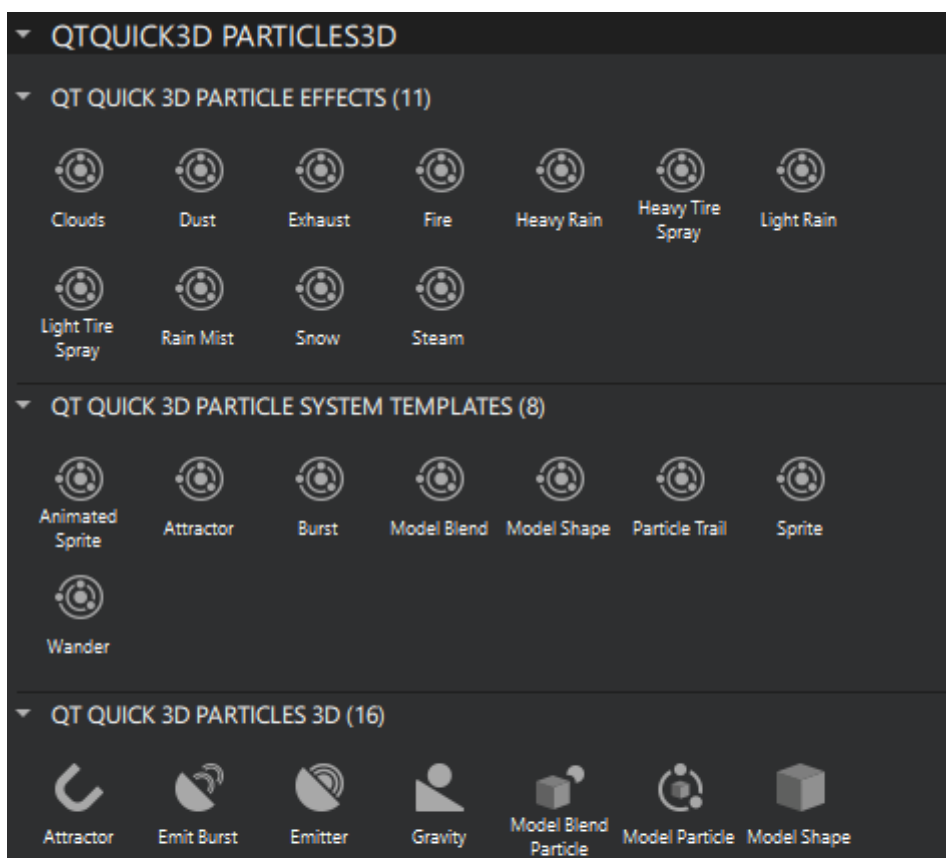 QTQUICK3D PARTICLES3D
QT QUICK 3D PARTICLE EFFECTS (11)
Clouds Dust Exhaust Fire Heavy Rain Heavy Tire Spray Light Rain
Light Tire Spray Rain Mist Snow Steam
QT QUICK 3D PARTICLE SYSTEM TEMPLATES (8)
Animated Sprite Attractor Burst Model Blend Model Shape Particle Trail Sprite
Wander
QT QUICK 3D PARTICLES 3D (16)
Attractor Emit Burst Emitter Gravity Model Blend Particle Model Particle Model Shape